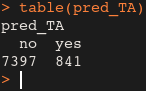 > table(pred_TA)
pred_TA
no yes
7397 841
>